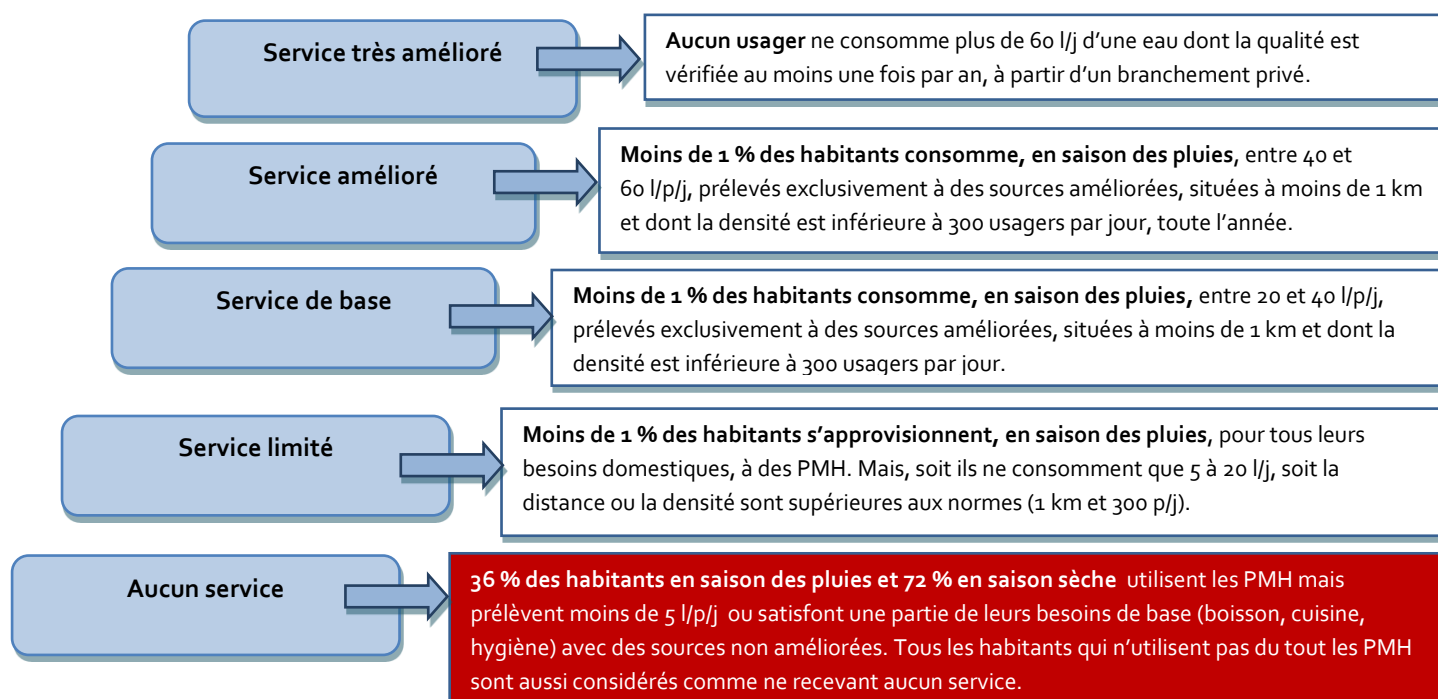 Service très amélioré
Aucun usager ne consomme plus de 60 l/j d'une eau dont la qualité est
vérifiée au moins une fois par an, à partir d'un branchement privé.
Service amélioré
Moins de 1 % des habitants consomme, en saison des pluies, entre 40 et
60 l/p/j, prélevés exclusivement à des sources améliorées, situées à moins de 1 km
et dont la densité est inférieure à 300 usagers par jour, toute l'année.
Service de base
Moins de 1 % des habitants consomme, en saison des pluies, entre 20 et 40 l/p/j,
prélevés exclusivement à des sources améliorées, situées à moins de 1 km et dont la
densité est inférieure à 300 usagers par jour.
Service limité
Moins de 1 % des habitants s'approvisionnent, en saison des pluies, pour tous leurs
besoins domestiques, à des PMH. Mais, soit ils ne consomment que 5 à 20 l/j, soit la
distance ou la densité sont supérieures aux normes (1 km et 300 p/j).
Aucun service
36 % des habitants en saison des pluies et 72 % en saison sèche utilisent les PMH mais
prélèvent moins de 5 l/p/j ou satisfont une partie de leurs besoins de base (boisson, cuisine,
hygiène) avec des sources non améliorées. Tous les habitants qui n'utilisent pas du tout les PMH
sont aussi considérés comme ne recevant aucun service.